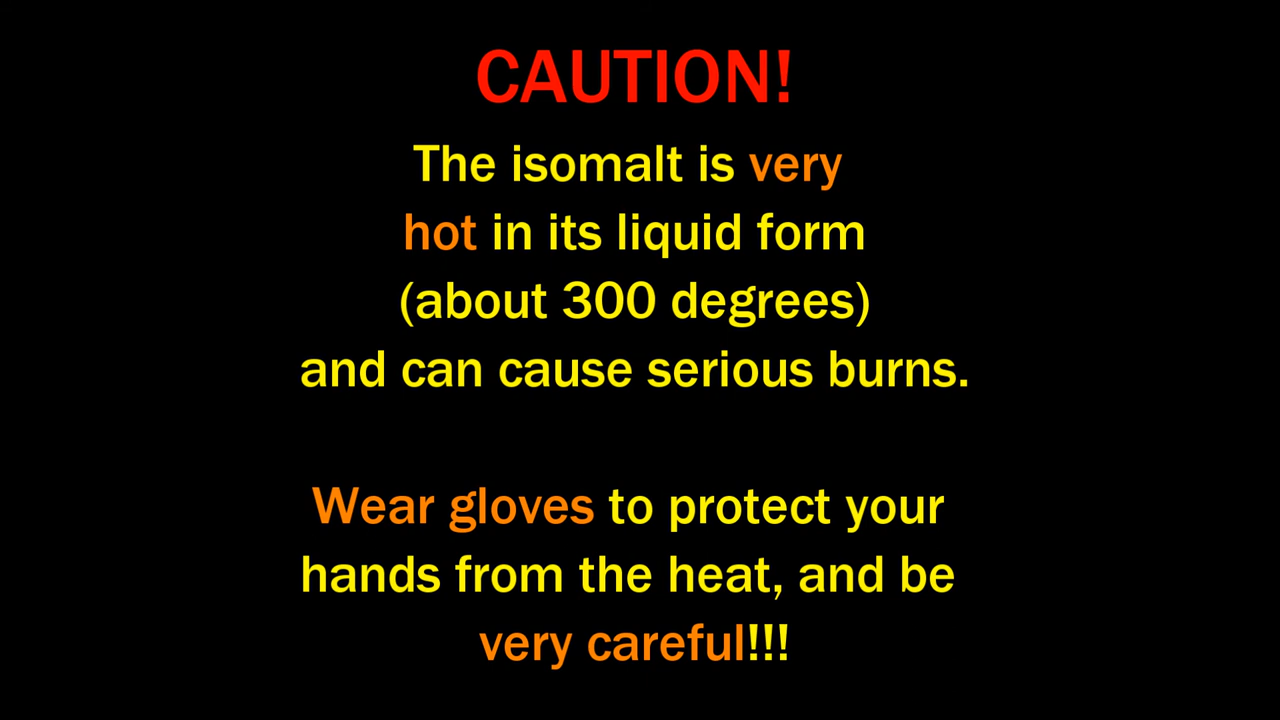 CAUTION!
The isomalt is very
hot in its liquid form
(about 300 degrees)
and can cause serious burns.
Wear gloves to protect your
hands from the heat, and be
very careful!!!